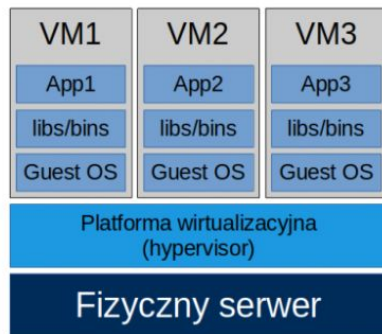 VM1 VM2 VM3
App1 App2 App3
libs/bins libs/bins libs/bins
Guest OS Guest OS Guest OS
Platforma wirtualizacyjna
(hypervisor)
Fizyczny serwer